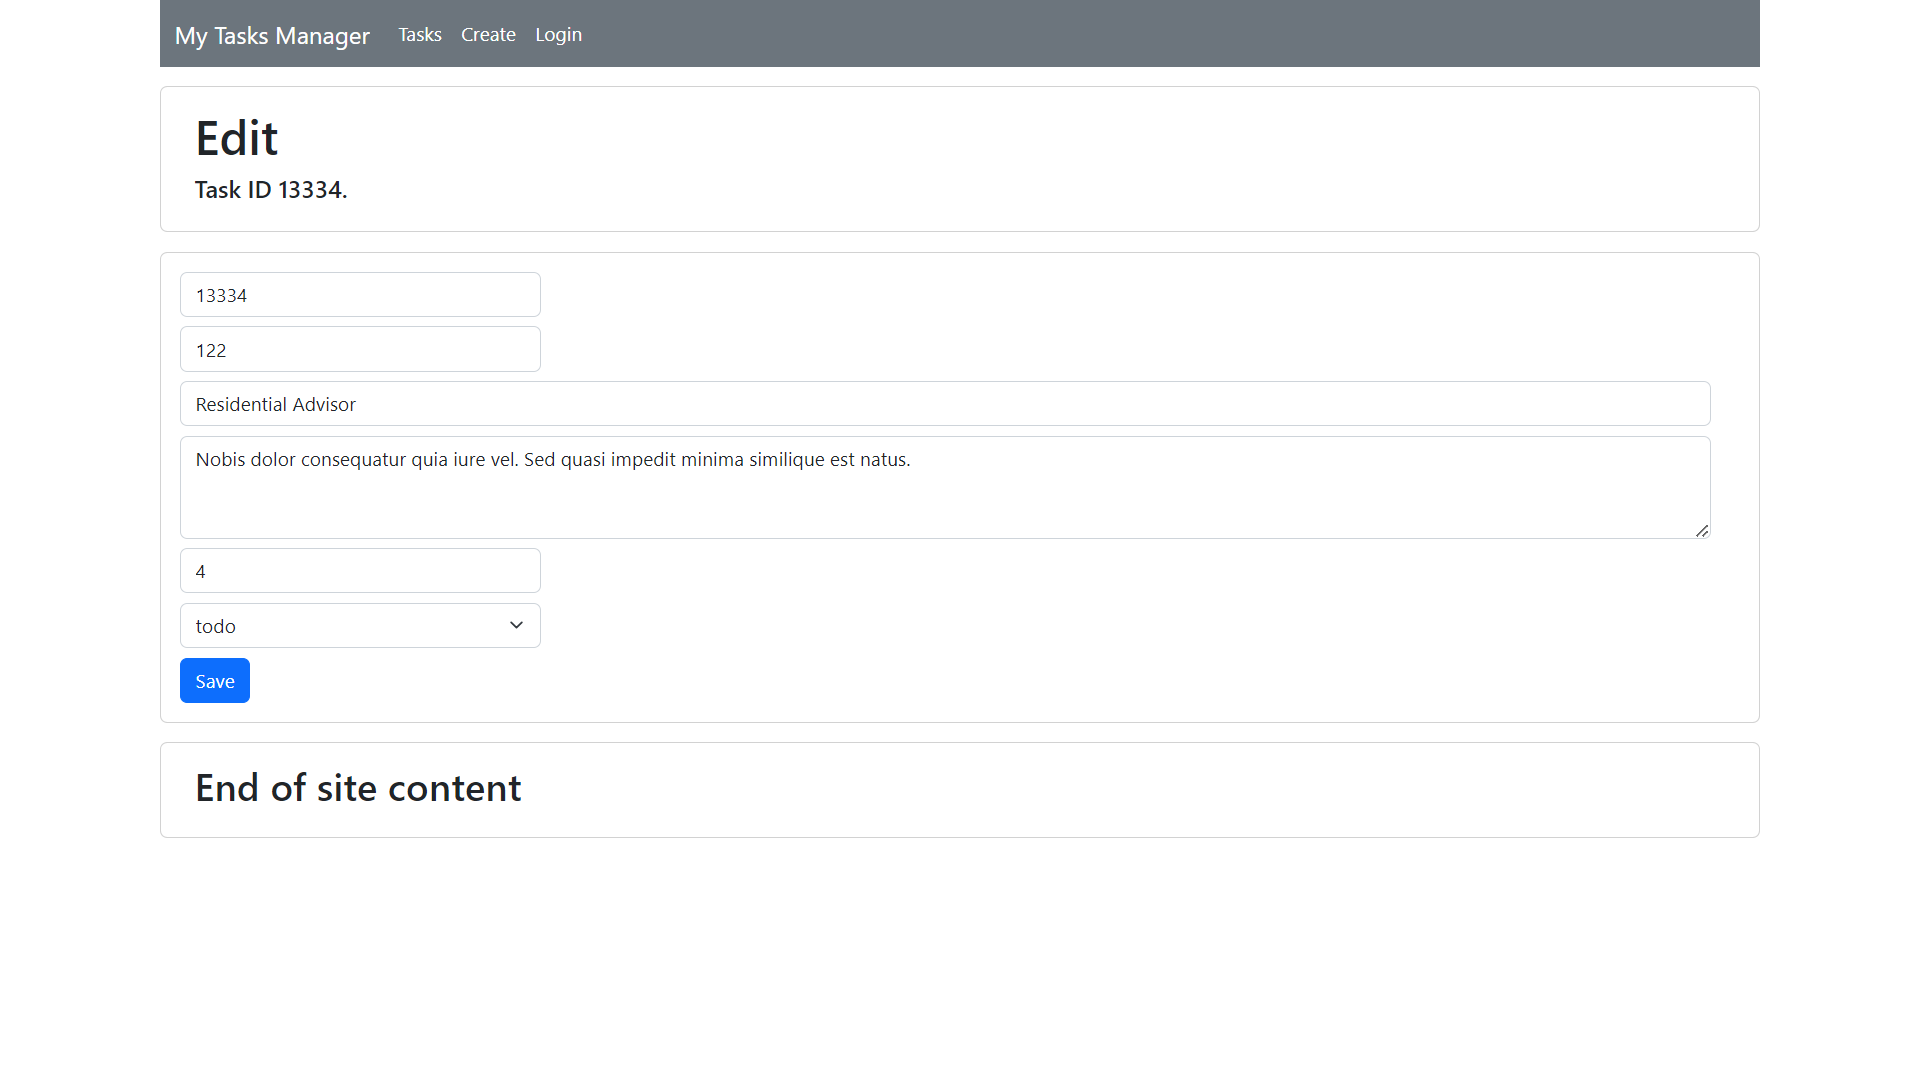 My Tasks Manager Tasks Create Login
Edit
Task ID 13334.
13334
122
Residential Advisor
Nobis dolor consequatur quia iure vel. Sed quasi impedit minima similique est natus.
4
todo
Save
End of site content